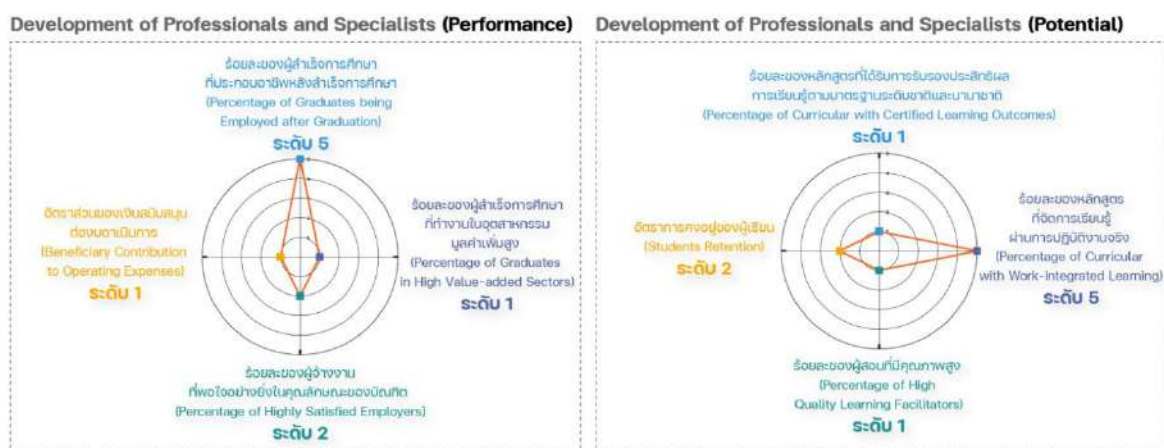 Development of Professionals and Specialists (Performance)
ร้อยละของผู้สำเร็จการศึกษา
ที่ประกอบอาชีพหลังสำเร็จการศึกษา
(Percentage of Graduates being
Employed after Graduation)
ระดับ 5
อัตราส่วนของเงินสนับสนุน
ต่องบดำเนินการ
(Beneficiary Contribution
to Operating Expenses)
ระดับ 1
ร้อยละของผู้สำเร็จการศึกษา
ที่ทำงานในอุตสาหกรรม
มูลค่าเพิ่มสูง
(Percentage of Graduates
in High Value-added Sectors)
ระดับ 1
ร้อยละของผู้จ้างงาน
ที่พอใจอย่างยิ่งในคุณลักษณะของบัณฑิต
(Percentage of Highly Satisfied Employers)
ระดับ 2
Development of Professionals and Specialists (Potential)
ร้อยละของหลักสูตรที่ได้รับการรับรองประสิทธิผล
การเรียนรู้ตามมาตรฐานระดับชาติและนานาชาติ
(Percentage of Curricular with Certified Learning Outcomes)
ระดับ 1
อัตราการคงอยู่ของผู้เรียน
(Students Retention)
ระดับ 2
ร้อยละของหลักสูตร
ที่จัดการเรียนรู้
ผ่านการปฏิบัติงานจริง
(Percentage of Curricular
with Work-integrated Learning)
ระดับ 5
ร้อยละของผู้สอนที่มีคุณภาพสูง
(Percentage of High
Quality Learning Facilitators)
ระดับ 1